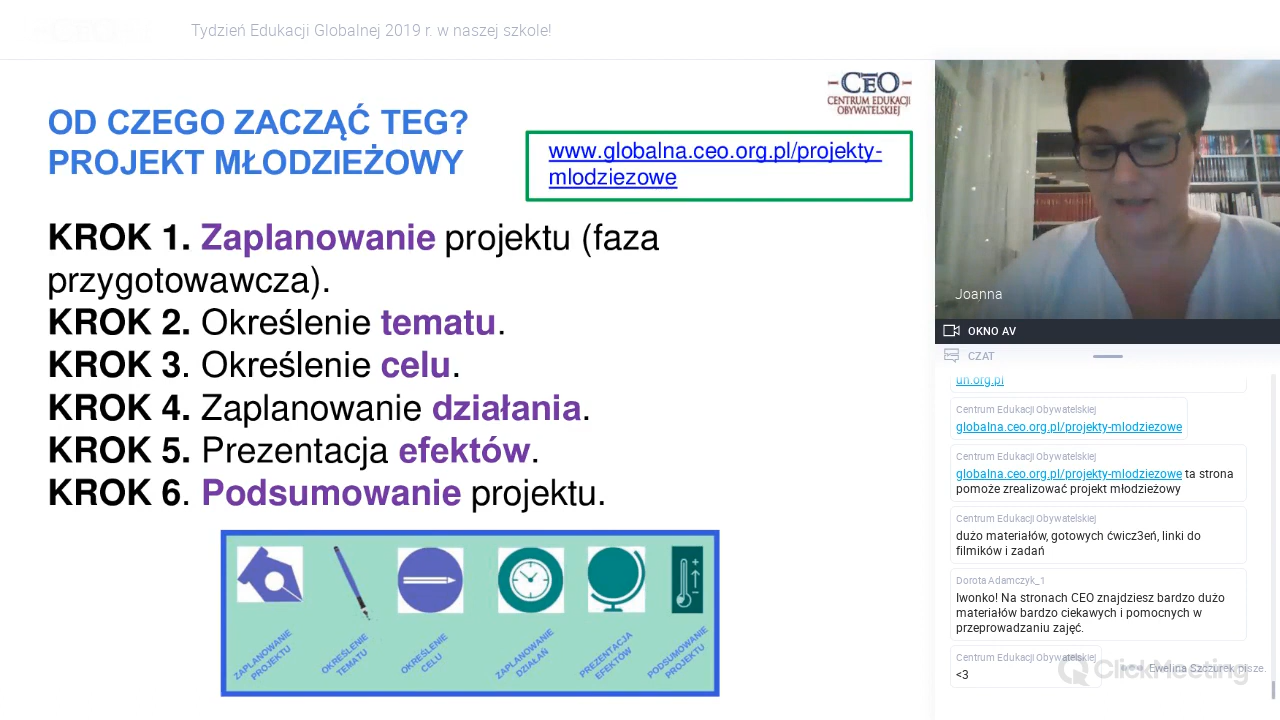 Tydzień Edukacji Globalnej 2019 r. w naszej szkole!
CEO
CENTRUM EDUKACJI
OBYWATELSKIEJ
OD CZEGO ZACZĄĆ TEG?
PROJEKT MŁODZIEŻOWY
www.globalna.ceo.org.pl/projekty-
mlodziezowe
KROK 1. Zaplanowanie projektu (faza
przygotowawcza).
KROK 2. Określenie tematu.
KROK 3. Określenie celu.
KROK 4. Zaplanowanie działania.
KROK 5. Prezentacja efektów.
KROK 6. Podsumowanie projektu.
ZAPLANOWANIE
PROJEKTU
OKREŚLENIE
TEMATU
OKREŚLENIE
CELU
ZAPLANOWANIE
DZIAŁAŃ
PREZENTACJA
EFEKTÓW
PODSUMOWANIE
PROJEKTU
Joanna
OKNO AV
CZAT
un.org.pl
Centrum Edukacji Obywatelskiej
globalna.ceo.org.pl/projekty-mlodziezowe
Centrum Edukacji Obywatelskiej
globalna.ceo.org.pl/projekty-mlodziezowe ta strona
pomoże zrealizować projekt młodzieżowy
Centrum Edukacji Obywatelskiej
dużo materiałów, gotowych ćwicz3eń, linki do
filmików i zadań
Dorota Adamczyk_1
Iwonko! Na stronach CEO znajdziesz bardzo dużo
materiałów bardzo ciekawych i pomocnych w
przeprowadzaniu zajęć.
Centrum Edukacji Obywatelskiej
<3
Ewelina Szczurek pisze.
ClickMeeting